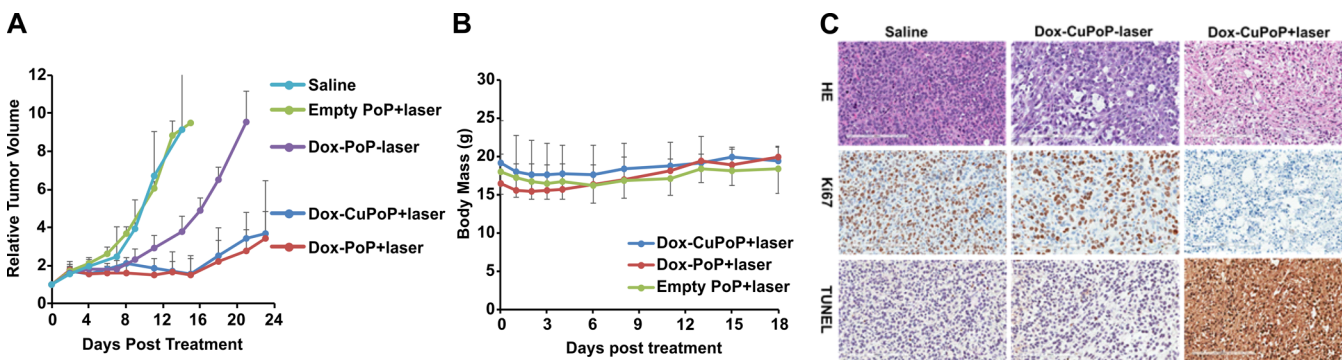 A
Relative Tumor Volume
12
10
8
6
4
2
0
0 4 8 12 16 20 24
Days Post Treatment
Saline
Empty PoP+laser
Dox-PoP-laser
Dox-CuPoP+laser
Dox-PoP+laser
B
Body Mass (g)
30
25
20
15
10
5
0
0 3 6 9 12 15 18
Days post treatment
Dox-CuPoP+laser
Dox-PoP+laser
Empty PoP+laser
C
Saline Dox-CuPoP-laser Dox-CuPoP+laser
HE
Ki67
TUNEL